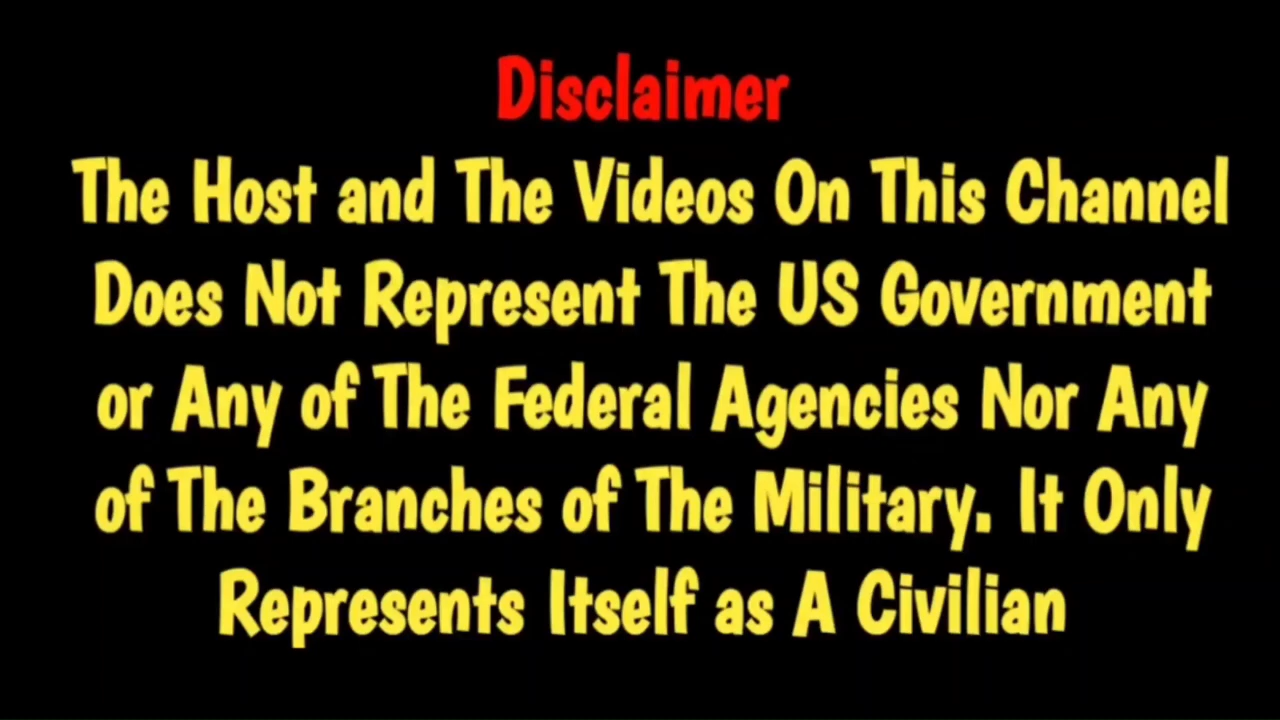 Disclaimer
The Host and The Videos On This Channel
Does Not Represent The US Government
or Any of The Federal Agencies Nor Any
of The Branches of The Military. It Only
Represents Itself as A Civilian